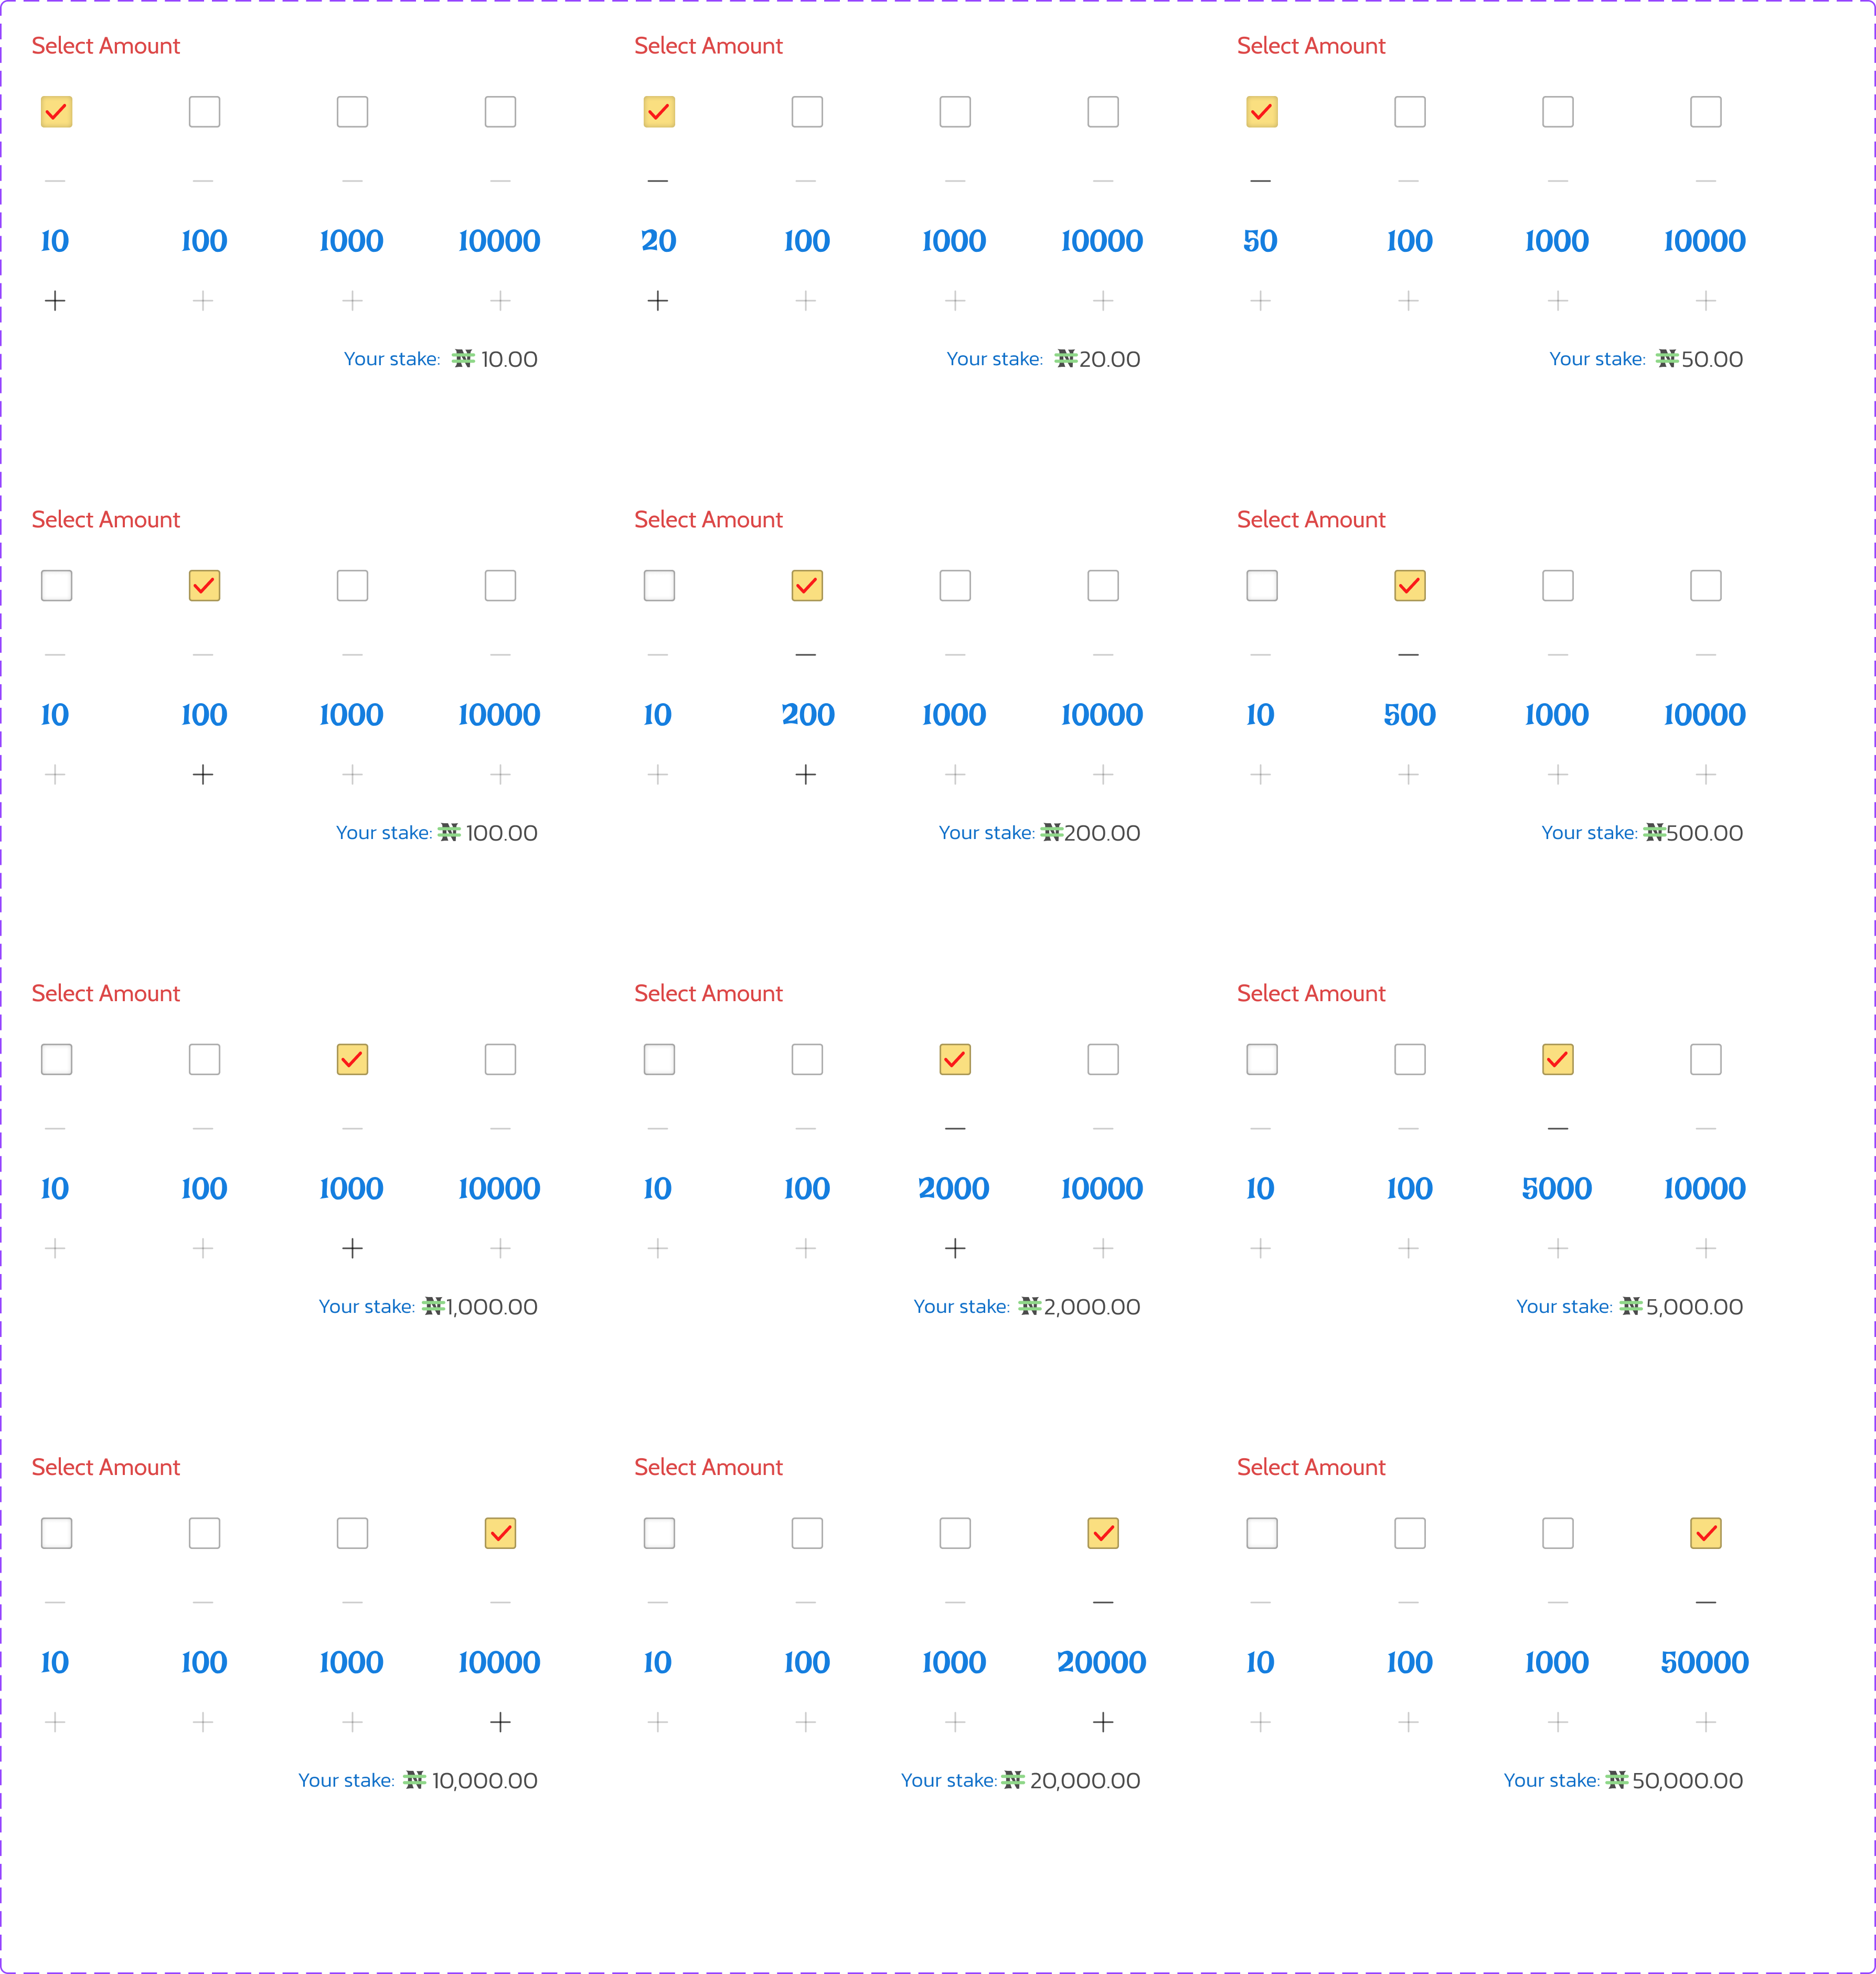 Select Amount Select Amount Select Amount
— — — — — — — — — — — —
10 100 1000 10000 20 100 1000 10000 50 100 1000 10000
+ + + + + + + + + + + +
Your stake: ₦ 10.00 Your stake: ₦20.00 Your stake: ₦50.00
Select Amount Select Amount Select Amount
— — — — — — — — — — — —
10 100 1000 10000 10 200 1000 10000 10 500 1000 10000
+ + + + + + + + + + + +
Your stake: ₦ 100.00 Your stake: ₦200.00 Your stake: ₦500.00
Select Amount Select Amount Select Amount
— — — — — — — — — — — —
10 100 1000 10000 10 100 2000 10000 10 100 5000 10000
+ + + + + + + + + + + +
Your stake: ₦1,000.00 Your stake: ₦2,000.00 Your stake: ₦5,000.00
Select Amount Select Amount Select Amount
— — — — — — — — — — — —
10 100 1000 10000 10 100 1000 20000 10 100 1000 50000
+ + + + + + + + + + + +
Your stake: ₦ 10,000.00 Your stake: ₦ 20,000.00 Your stake: ₦ 50,000.00